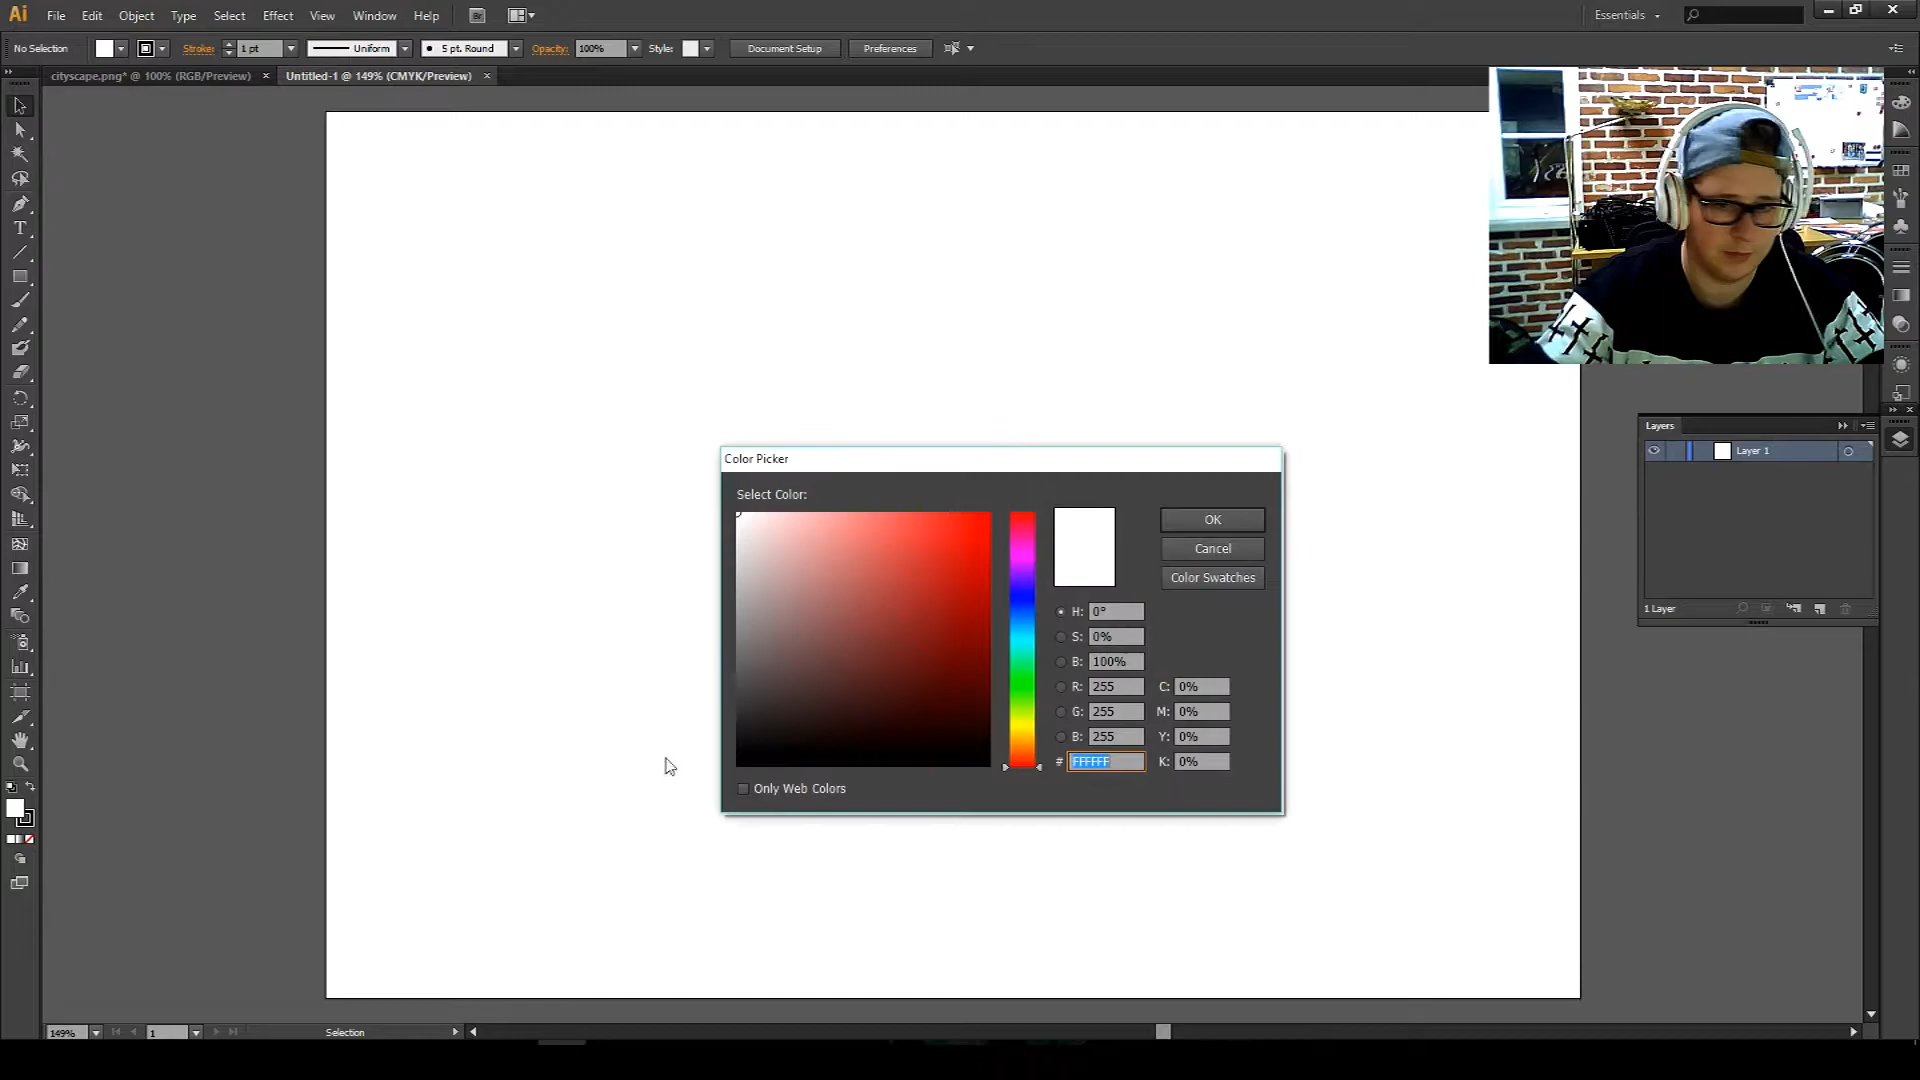 Ai File Edit Object Type Select Effect View Window Help Br Essentials
No Selection Stroke: 1 pt Uniform 5 pt. Round Opacity: 100% Style: Document Setup Preferences
cityscape.png* @ 100% (RGB/Preview) × Untitled-1 @ 149% (CMYK/Preview) ×
T
Layers
Layer 1
1 Layer
Color Picker
Select Color:
OK
Cancel
Color Swatches
H: 0°
S: 0%
B: 100%
R: 255 C: 0%
G: 255 M: 0%
B: 255 Y: 0%
# FFFFFF K: 0%
Only Web Colors
149% 1 Selection